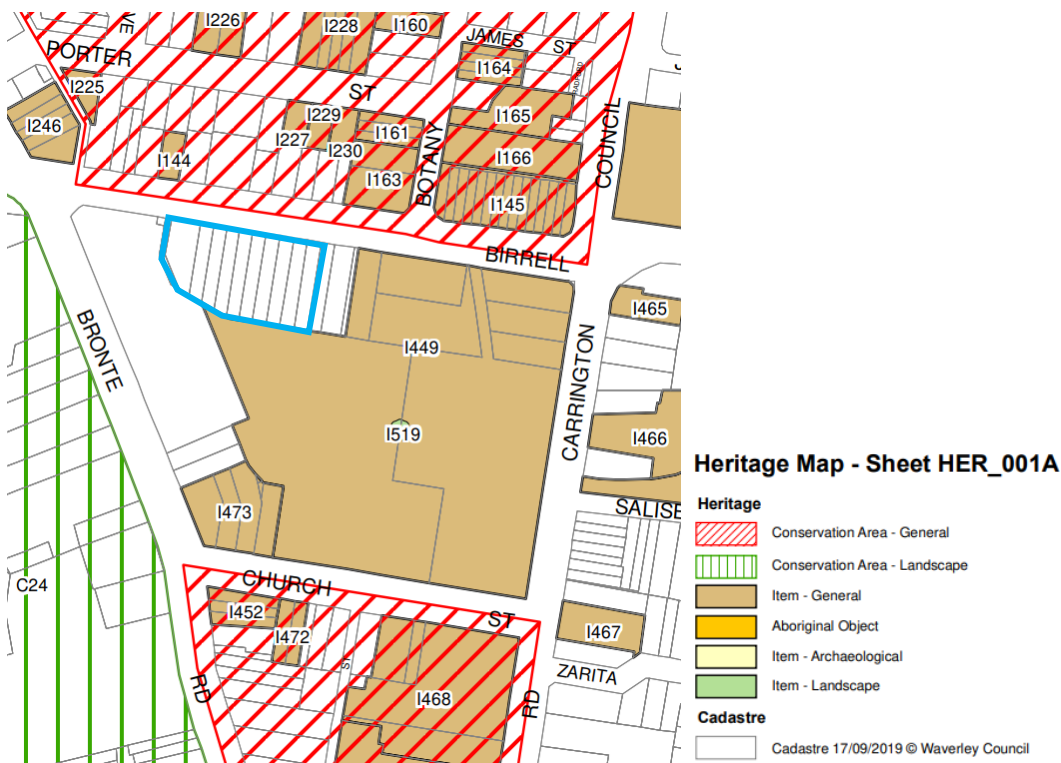 I226
I228
I160
VE
JAMES
ST
PORTER
I164
RADFORD
I225
ST
I246
I229
I161
I165
COUNCIL
I227
I230
BOTANY
I144
I166
I163
I145
BIRRELL
BRONTE
I465
I449
CARRINGTON
I519
I466
I473
SALISB
C24
CHURCH
I452
ST
I472
I467
ST
ZARITA
RD
I468
RD
Heritage Map - Sheet HER_001A
Heritage
Conservation Area - General
Conservation Area - Landscape
Item - General
Aboriginal Object
Item - Archaeological
Item - Landscape
Cadastre
Cadastre 17/09/2019 © Waverley Council